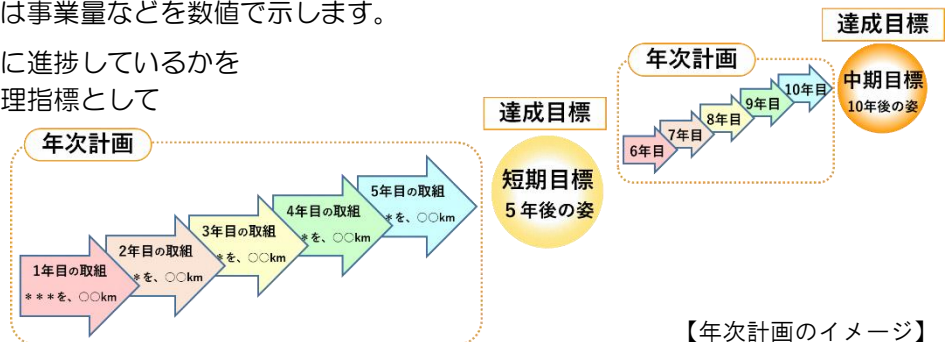 は事業量などを数値で示します。
に進捗しているかを
理指標として
年次計画
1年目の取組
＊＊＊を、○○km
2年目の取組
＊を、○○km
3年目の取組
＊を、○○km
4年目の取組
＊を、○○km
5年目の取組
＊を、○○km
達成目標
短期目標
５年後の姿
年次計画
6年目
7年目
8年目
9年目
10年目
達成目標
中期目標
10年後の姿
【年次計画のイメージ】